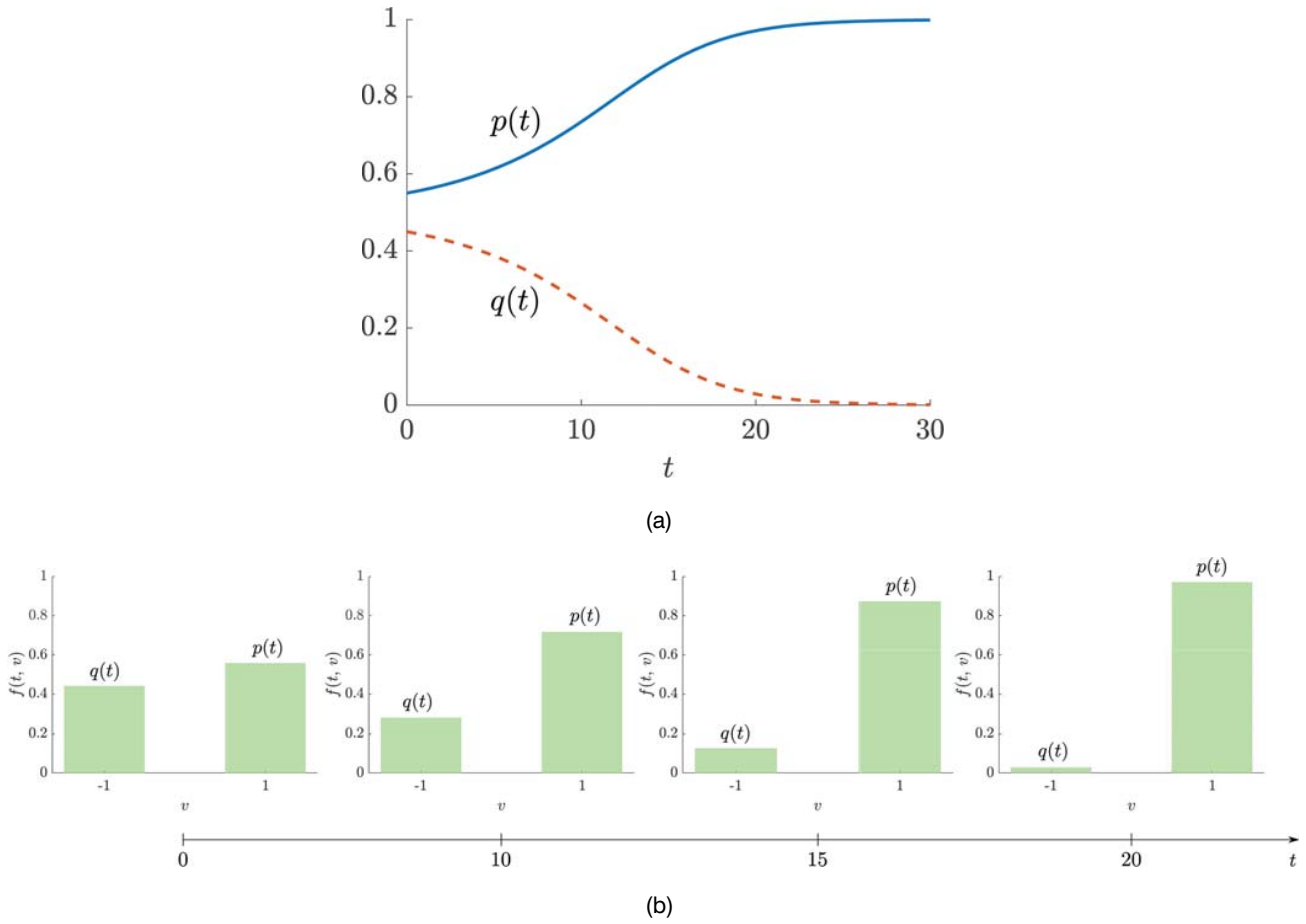 1
0.8
p(t)
0.6
0.4
q(t)
0.2
0
0 10 20 30
t
(a)
1 1 1 1
p(t)
p(t)
0.8 0.8 0.8 0.8
p(t)
p(t)
0.6 0.6 0.6 0.6
q(t)
f(t, v) f(t, v) f(t, v) f(t, v)
0.4 0.4 0.4 0.4
q(t)
0.2 0.2 0.2 0.2
q(t)
q(t)
0 0 0 0
-1 1 -1 1 -1 1 -1 1
v v v v
0 10 15 20 t
(b)